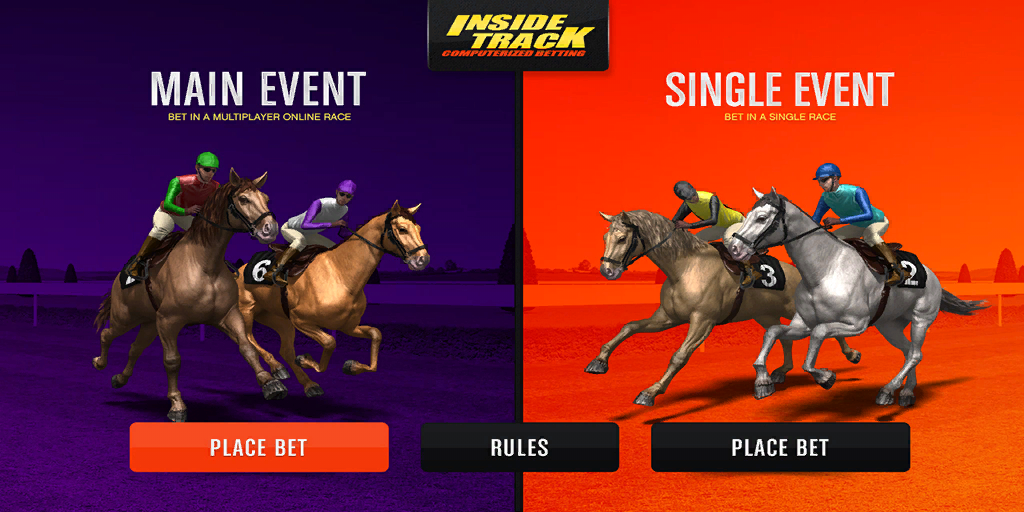 INSIDE
TRACK
COMPUTERIZED BETTING
MAIN EVENT
BET IN A MULTIPLAYER ONLINE RACE
SINGLE EVENT
BET IN A SINGLE RACE
6
3
PLACE BET
RULES
PLACE BET